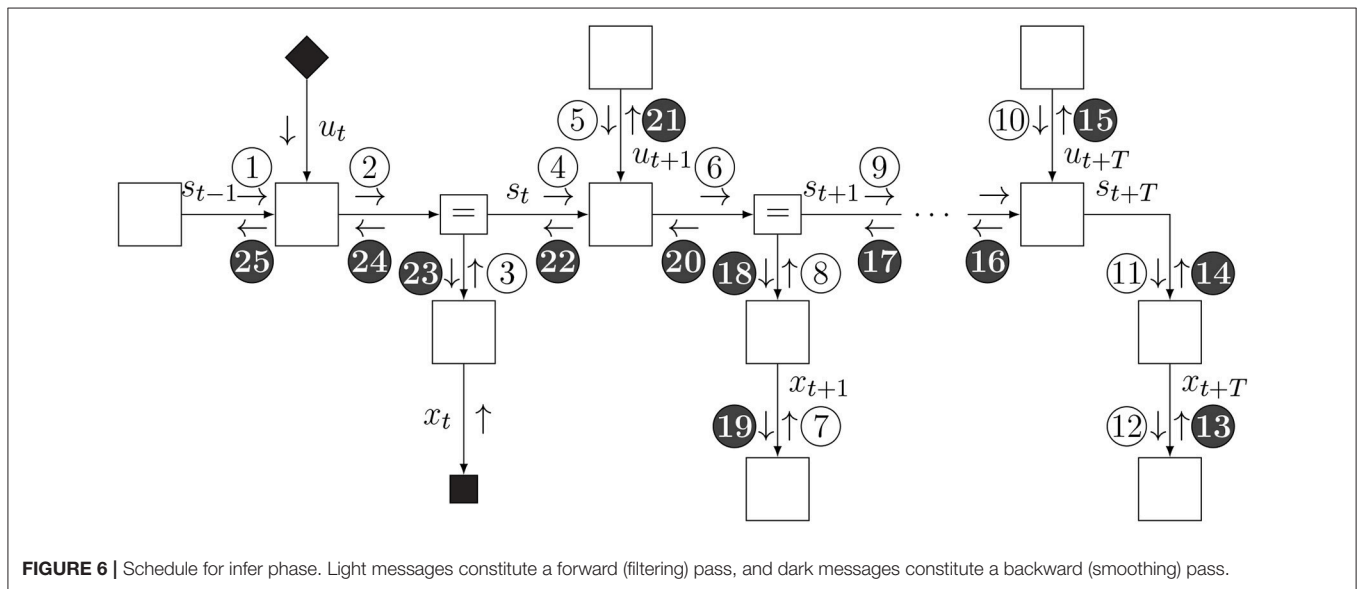 5 ↓ ↑ 21
10 ↓ ↑ 15
↓ u_t
u_{t+1}
u_{t+T}
1 2 4 6 9
s_{t−1} → → = s_t → → = s_{t+1} → ... → s_{t+T}
← ← ← ← ← ←
25 24 22 20 17 16
23 ↓ ↑ 3
18 ↓ ↑ 8
11 ↓ ↑ 14
x_t ↑
x_{t+1}
x_{t+T}
19 ↓ ↑ 7
12 ↓ ↑ 13
FIGURE 6 | Schedule for infer phase. Light messages constitute a forward (filtering) pass, and dark messages constitute a backward (smoothing) pass.